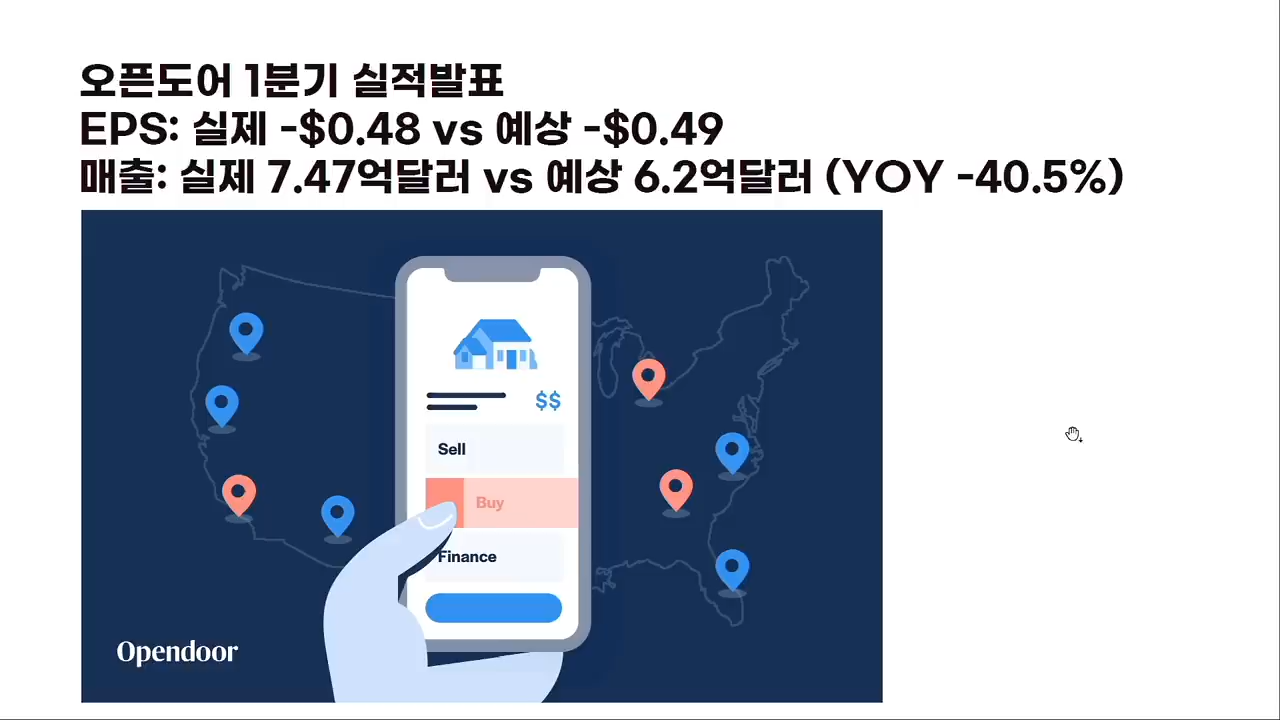 오픈도어 1분기 실적발표
EPS: 실제 -$0.48 vs 예상 -$0.49
매출: 실제 7.47억달러 vs 예상 6.2억달러 (YOY -40.5%)
$$
Sell
Buy
Finance
Opendoor